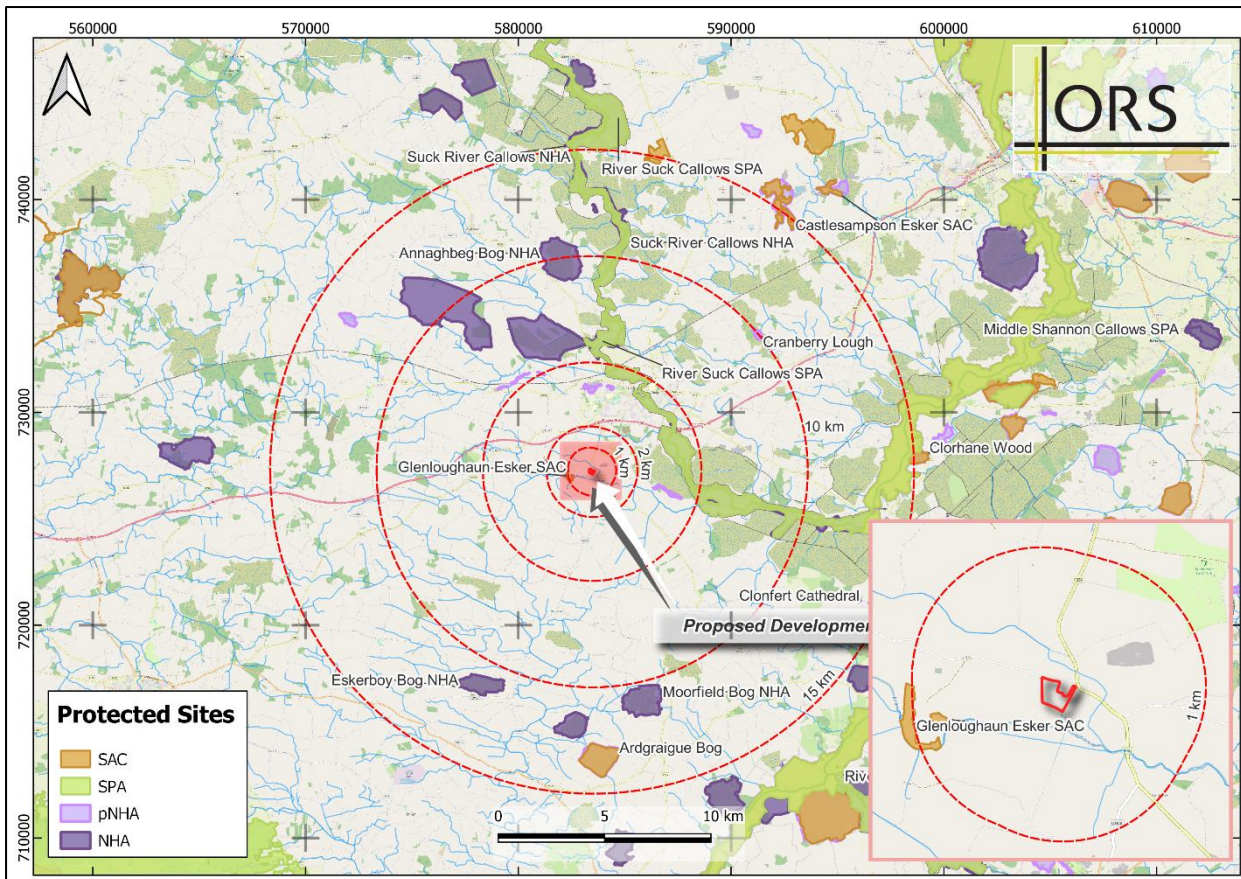 560000
570000
580000
590000
600000
610000
ORS
740000
730000
720000
710000
Suck River Callows NHA
River Suck Callows SPA
Castlesampson Esker SAC
Suck River Callows NHA
Annaghbeg Bog NHA
Middle Shannon Callows SPA
Cranberry Lough
River Suck Callows SPA
10 km
Clorhane Wood
Glenloughaun Esker SAC
1 km
2 km
Clonfert Cathedral
Proposed Developmen
Eskerboy Bog NHA
Moorfield Bog NHA
15 km
Ardgraigue Bog
Rive
0
5
10 km
Protected Sites
SAC
SPA
pNHA
NHA
Glenloughaun Esker SAC
1 km